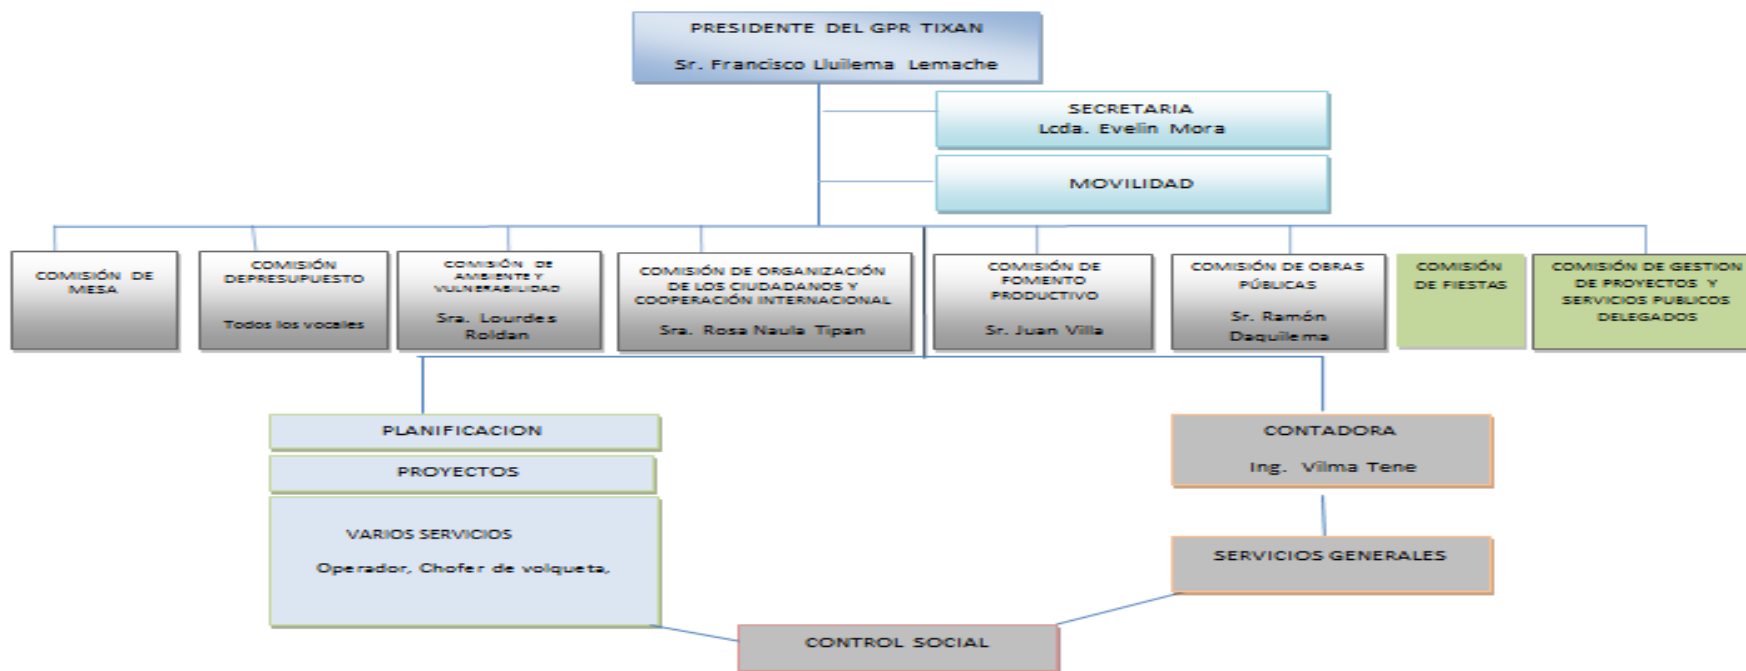 PRESIDENTE DEL GPR TIXAN
Sr. Francisco Lluilema Lemache
SECRETARIA
Lcda. Evelin Mora
MOVILIDAD
COMISIÓN DE
MESA
COMISIÓN
DEPRESUPUESTO
Todos los vocales
COMISIÓN DE
AMBIENTE Y
VULNERABILIDAD
Sra. Lourdes
Roldan
COMISIÓN DE ORGANIZACIÓN
DE LOS CIUDADANOS Y
COOPERACIÓN INTERNACIONAL
Sra. Rosa Naula Tipan
COMISIÓN DE
FOMENTO
PRODUCTIVO
Sr. Juan Villa
COMISIÓN DE OBRAS
PÚBLICAS
Sr. Ramón
Daquilema
COMISIÓN
DE FIESTAS
COMISIÓN DE GESTION
DE PROYECTOS Y
SERVICIOS PUBLICOS
DELEGADOS
PLANIFICACION
PROYECTOS
VARIOS SERVICIOS
Operador, Chofer de volqueta,
CONTADORA
Ing. Vilma Tene
SERVICIOS GENERALES
CONTROL SOCIAL